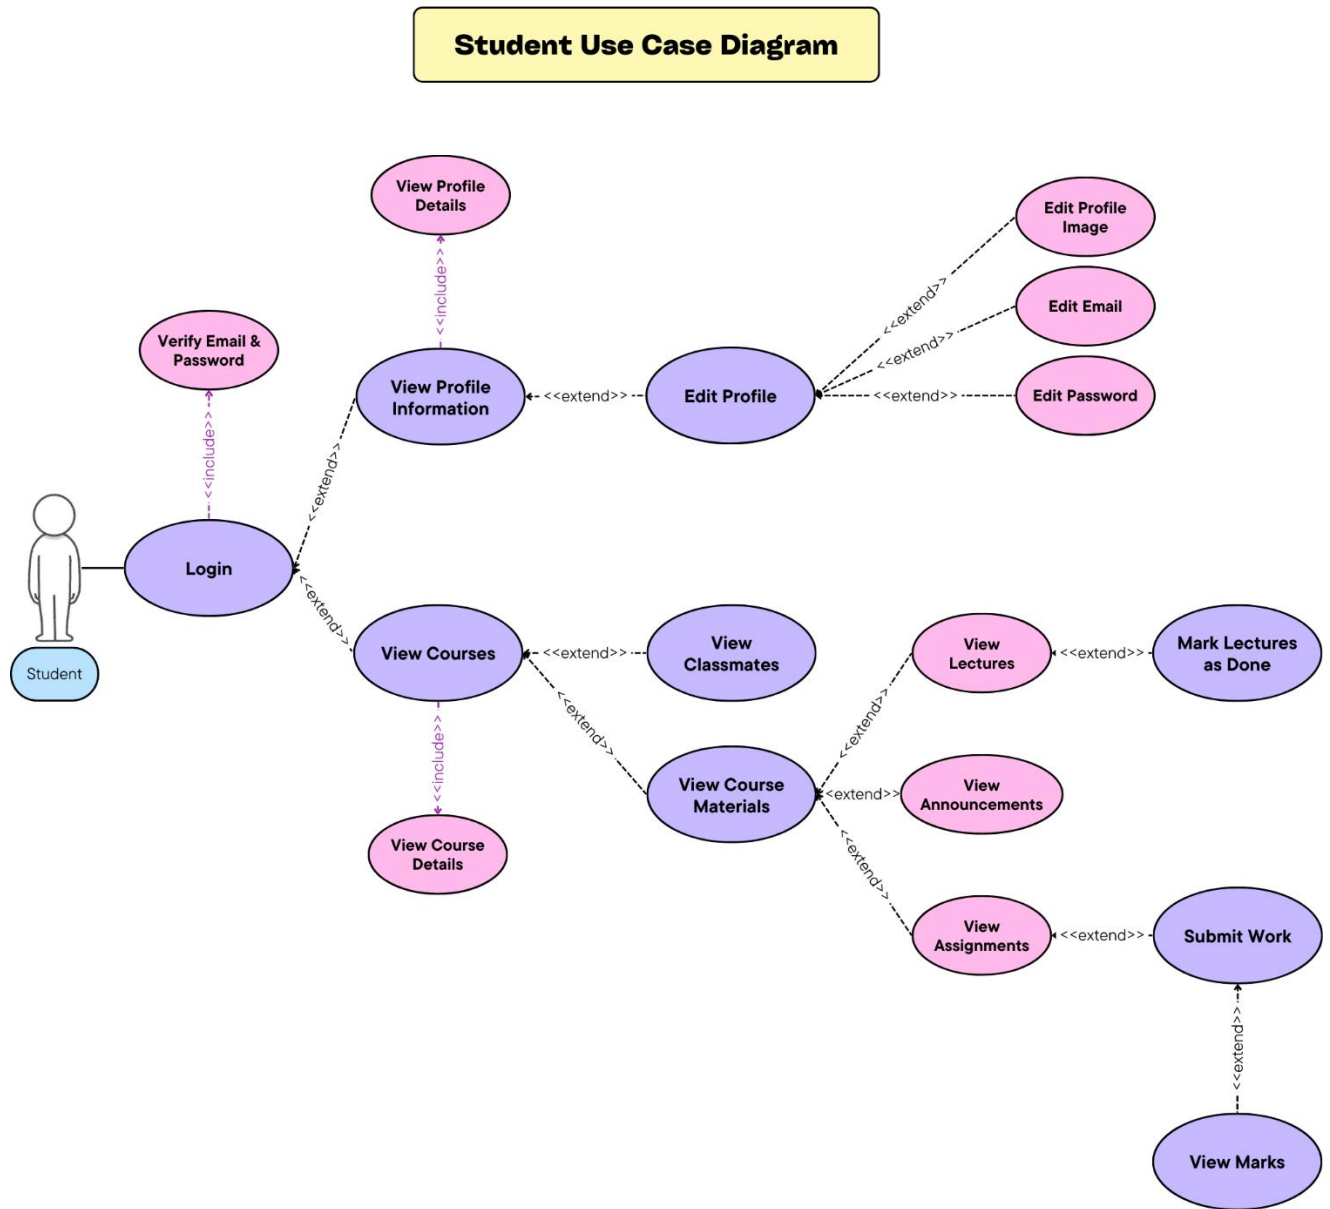 Student Use Case Diagram
View Profile
Details
Edit Profile
Image
<<extend>>
<<include>>
Edit Email
<<extend>>
Verify Email &
Password
View Profile
Information
<<extend>>
Edit Profile
<<extend>>
Edit Password
<<include>>
<<extend>>
Login
Student
<<extend>>
View Courses
<<extend>>
View
Classmates
View
Lectures
<<extend>>
Mark Lectures
as Done
<<include>>
<<extend>>
<<extend>>
View Course
Materials
<extend>>
View
Announcements
View Course
Details
<<extend>>
View
Assignments
<<extend>>
Submit Work
<<extend>>
View Marks